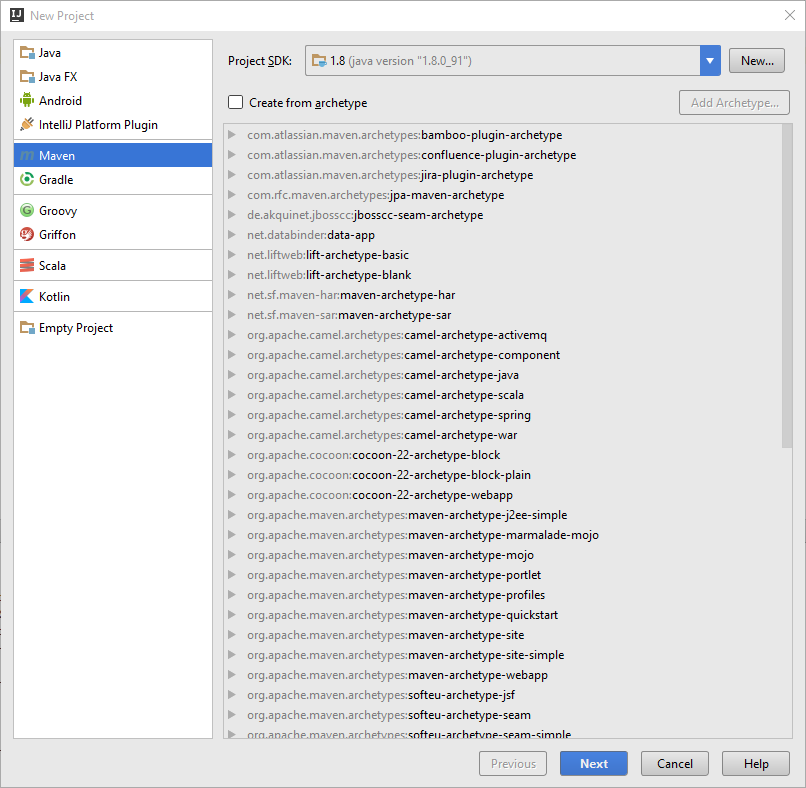 New Project
Java
Java FX
Android
IntelliJ Platform Plugin
Maven
Gradle
Groovy
Griffon
Scala
Kotlin
Empty Project
Project SDK: 1.8 (java version "1.8.0_91") New...
Create from archetype Add Archetype...
com.atlassian.maven.archetypes:bamboo-plugin-archetype
com.atlassian.maven.archetypes:confluence-plugin-archetype
com.atlassian.maven.archetypes:jira-plugin-archetype
com.rfc.maven.archetypes:jpa-maven-archetype
de.akquinet.jbosscc:jbosscc-seam-archetype
net.databinder:data-app
net.liftweb:lift-archetype-basic
net.liftweb:lift-archetype-blank
net.sf.maven-har:maven-archetype-har
net.sf.maven-sar:maven-archetype-sar
org.apache.camel.archetypes:camel-archetype-activemq
org.apache.camel.archetypes:camel-archetype-component
org.apache.camel.archetypes:camel-archetype-java
org.apache.camel.archetypes:camel-archetype-scala
org.apache.camel.archetypes:camel-archetype-spring
org.apache.camel.archetypes:camel-archetype-war
org.apache.cocoon:cocoon-22-archetype-block
org.apache.cocoon:cocoon-22-archetype-block-plain
org.apache.cocoon:cocoon-22-archetype-webapp
org.apache.maven.archetypes:maven-archetype-j2ee-simple
org.apache.maven.archetypes:maven-archetype-marmalade-mojo
org.apache.maven.archetypes:maven-archetype-mojo
org.apache.maven.archetypes:maven-archetype-portlet
org.apache.maven.archetypes:maven-archetype-profiles
org.apache.maven.archetypes:maven-archetype-quickstart
org.apache.maven.archetypes:maven-archetype-site
org.apache.maven.archetypes:maven-archetype-site-simple
org.apache.maven.archetypes:maven-archetype-webapp
org.apache.maven.archetypes:softeu-archetype-jsf
org.apache.maven.archetypes:softeu-archetype-seam
org.apache.maven.archetypes:softeu-archetype-seam-simple
Previous Next Cancel Help